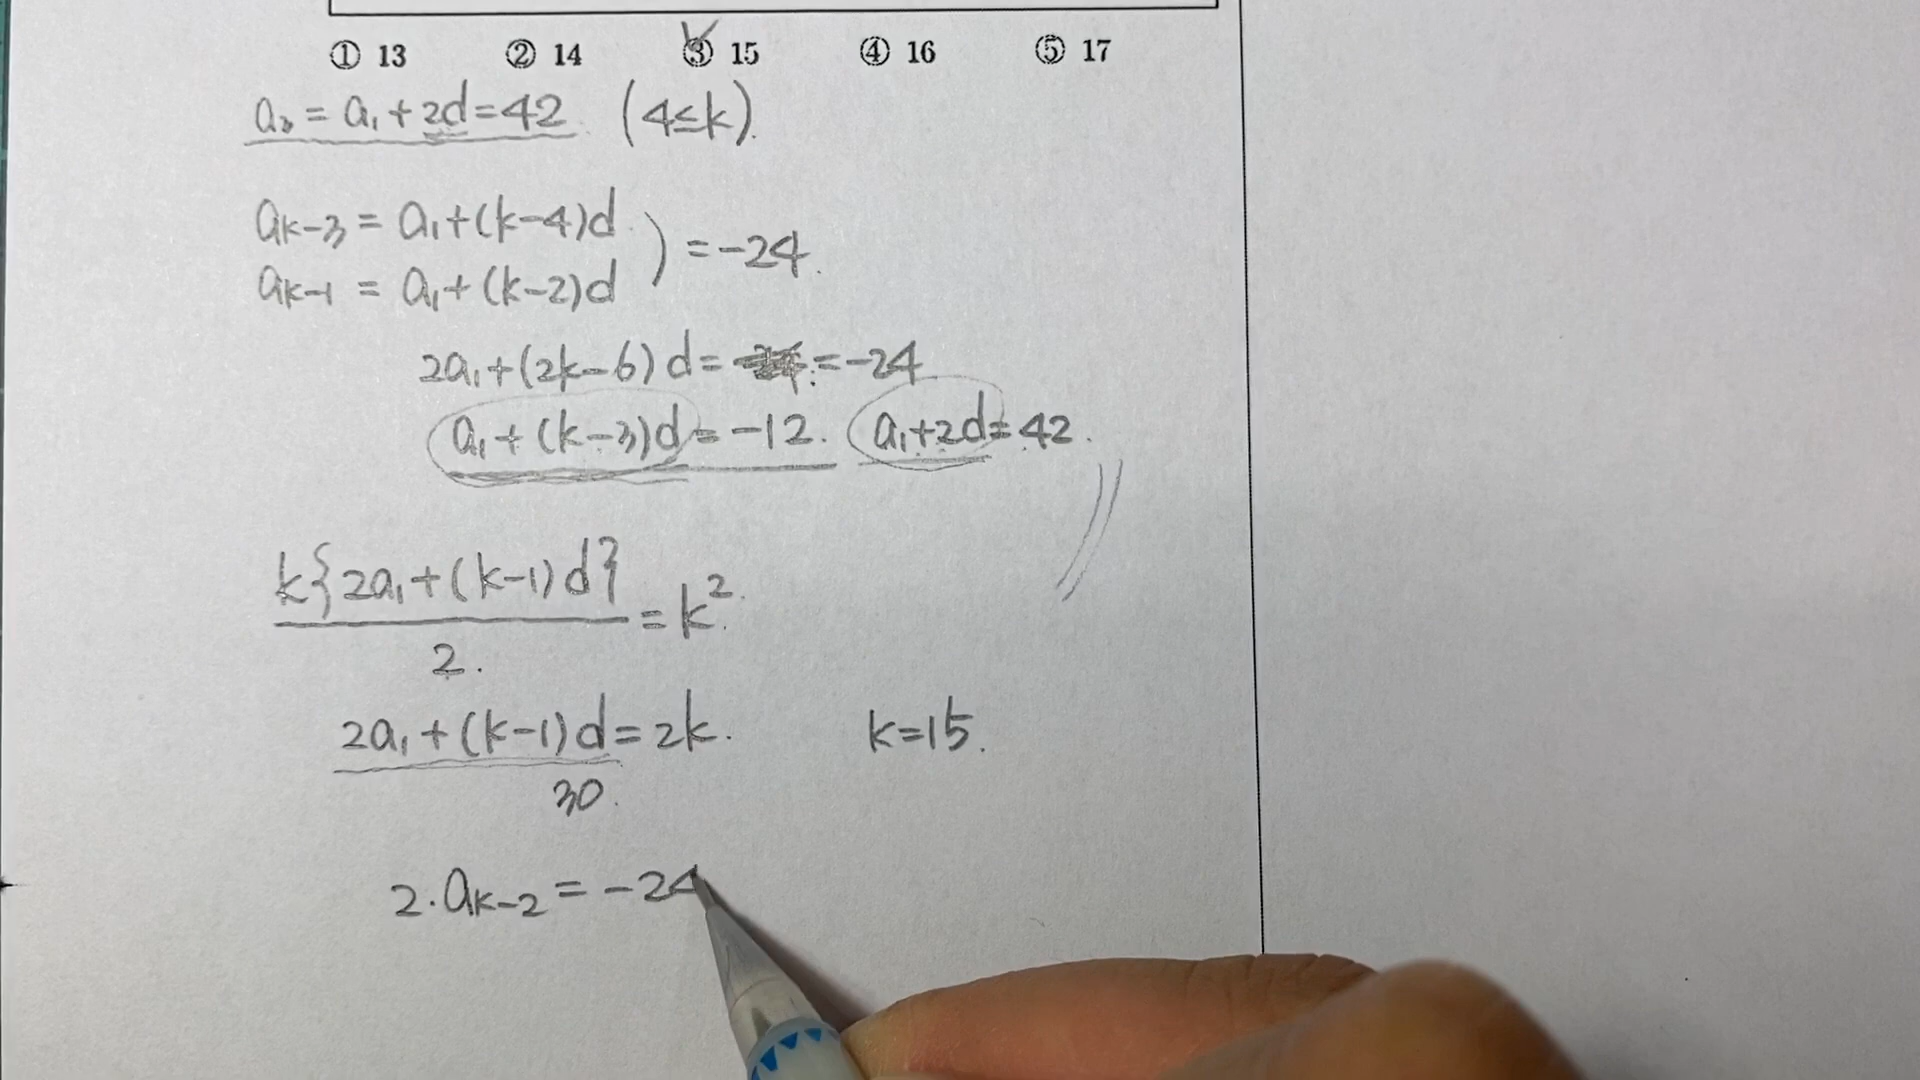 ① 13 ② 14 ③ 15 ④ 16 ⑤ 17
a₃ = a₁ + 2d = 42 (4≤k).
aₖ₋₃ = a₁ + (k-4)d
aₖ₋₁ = a₁ + (k-2)d ) = -24.
2a₁ + (2k-6)d = = -24
a₁ + (k-3)d = -12. a₁+2d = 42.
k{2a₁ + (k-1)d}
= k².
2.
2a₁ + (k-1)d = 2k. k=15.
30.
2·aₖ₋₂ = -24